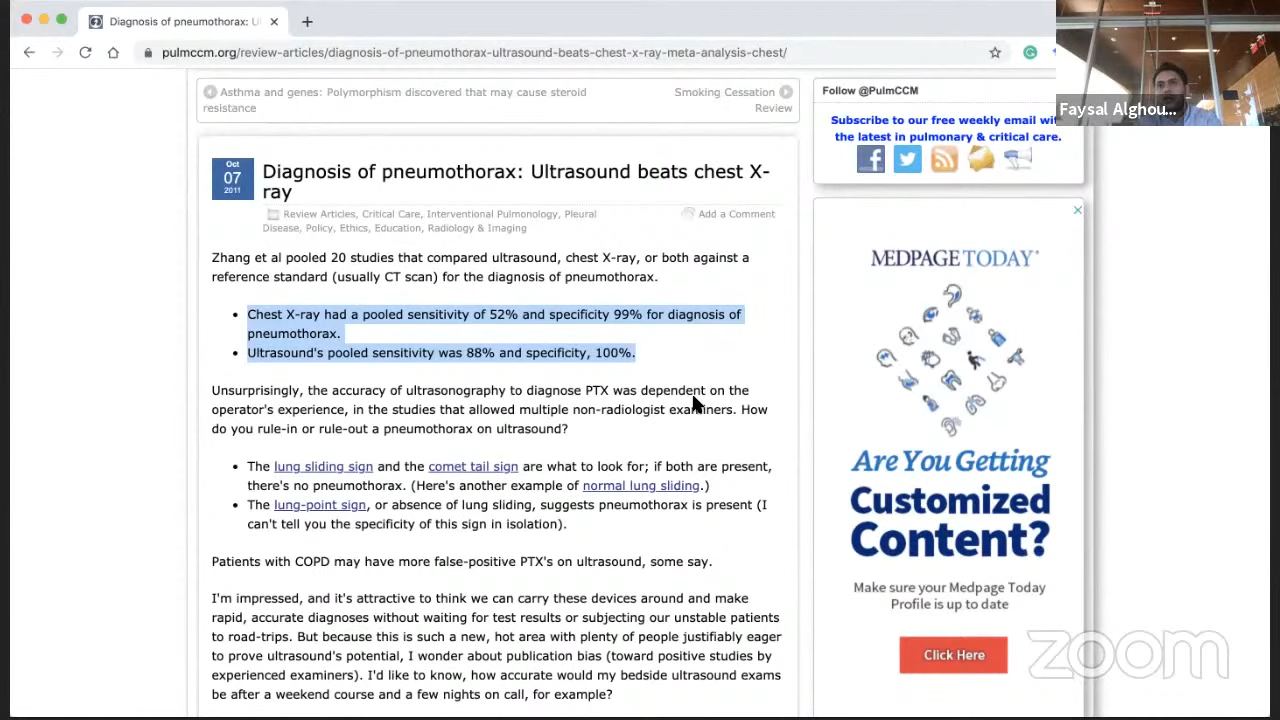 Diagnosis of pneumothorax: Ul
pulmccm.org/review-articles/diagnosis-of-pneumothorax-ultrasound-beats-chest-x-ray-meta-analysis-chest/
Faysal Alghou...
Asthma and genes: Polymorphism discovered that may cause steroid
resistance
Smoking Cessation
Review
Oct
07
2011
Diagnosis of pneumothorax: Ultrasound beats chest X-
ray
Review Articles, Critical Care, Interventional Pulmonology, Pleural
Disease, Policy, Ethics, Education, Radiology & Imaging
Add a Comment
Zhang et al pooled 20 studies that compared ultrasound, chest X-ray, or both against a
reference standard (usually CT scan) for the diagnosis of pneumothorax.
• Chest X-ray had a pooled sensitivity of 52% and specificity 99% for diagnosis of
pneumothorax.
• Ultrasound's pooled sensitivity was 88% and specificity, 100%.
Unsurprisingly, the accuracy of ultrasonography to diagnose PTX was dependent on the
operator's experience, in the studies that allowed multiple non-radiologist examiners. How
do you rule-in or rule-out a pneumothorax on ultrasound?
• The lung sliding sign and the comet tail sign are what to look for; if both are present,
there's no pneumothorax. (Here's another example of normal lung sliding.)
• The lung-point sign, or absence of lung sliding, suggests pneumothorax is present (I
can't tell you the specificity of this sign in isolation).
Patients with COPD may have more false-positive PTX's on ultrasound, some say.
I'm impressed, and it's attractive to think we can carry these devices around and make
rapid, accurate diagnoses without waiting for test results or subjecting our unstable patients
to road-trips. But because this is such a new, hot area with plenty of people justifiably eager
to prove ultrasound's potential, I wonder about publication bias (toward positive studies by
experienced examiners). I'd like to know, how accurate would my bedside ultrasound exams
be after a weekend course and a few nights on call, for example?
Follow @PulmCCM
Subscribe to our free weekly email wit
the latest in pulmonary & critical care.
MEDPAGE TODAY
Are You Getting
Customized
Content?
Make sure your Medpage Today
Profile is up to date
Click Here
zoom